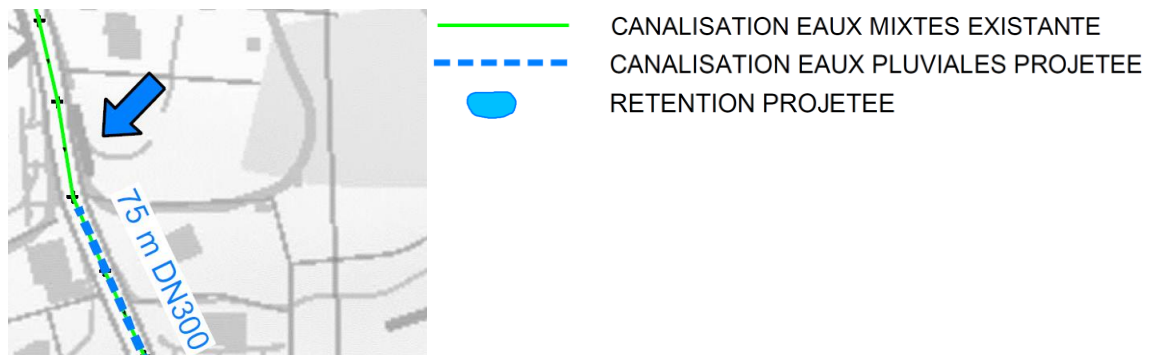 CANALISATION EAUX MIXTES EXISTANTE
CANALISATION EAUX PLUVIALES PROJETEE
RETENTION PROJETEE
75 m DN300